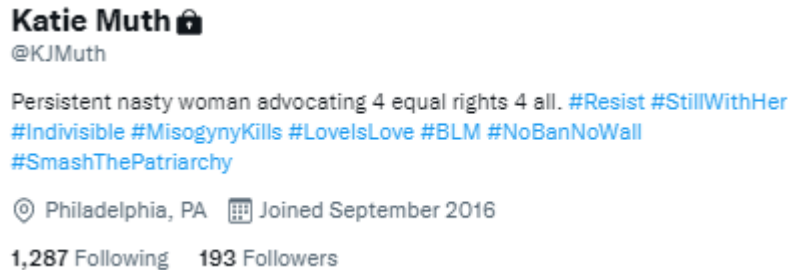 Katie Muth
@KJMuth
Persistent nasty woman advocating 4 equal rights 4 all. #Resist #StillWithHer
#Indivisible #MisogynyKills #LoveIsLove #BLM #NoBanNoWall
#SmashThePatriarchy
Philadelphia, PA Joined September 2016
1,287 Following 193 Followers